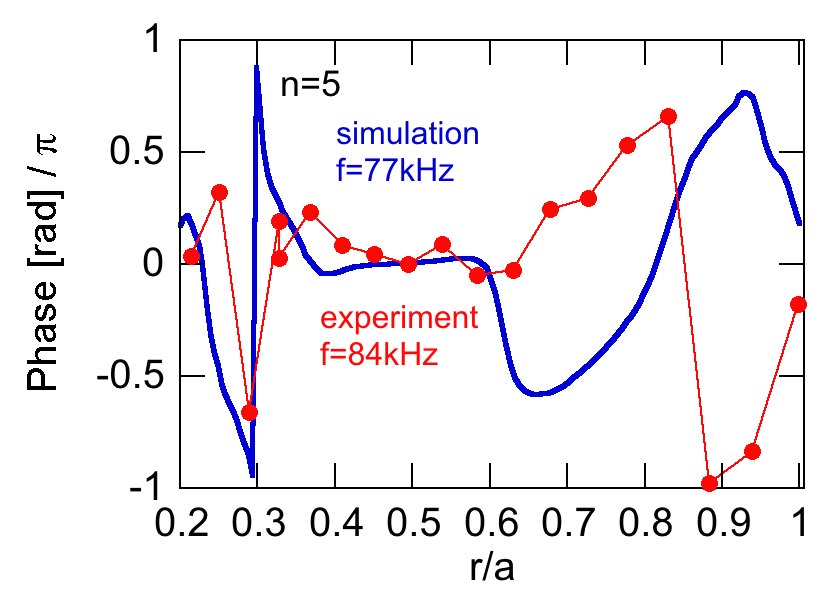 1
n=5
simulation
f=77kHz
0.5
Phase [rad] / π
0
experiment
f=84kHz
-0.5
-1
0.2 0.3 0.4 0.5 0.6 0.7 0.8 0.9 1
r/a